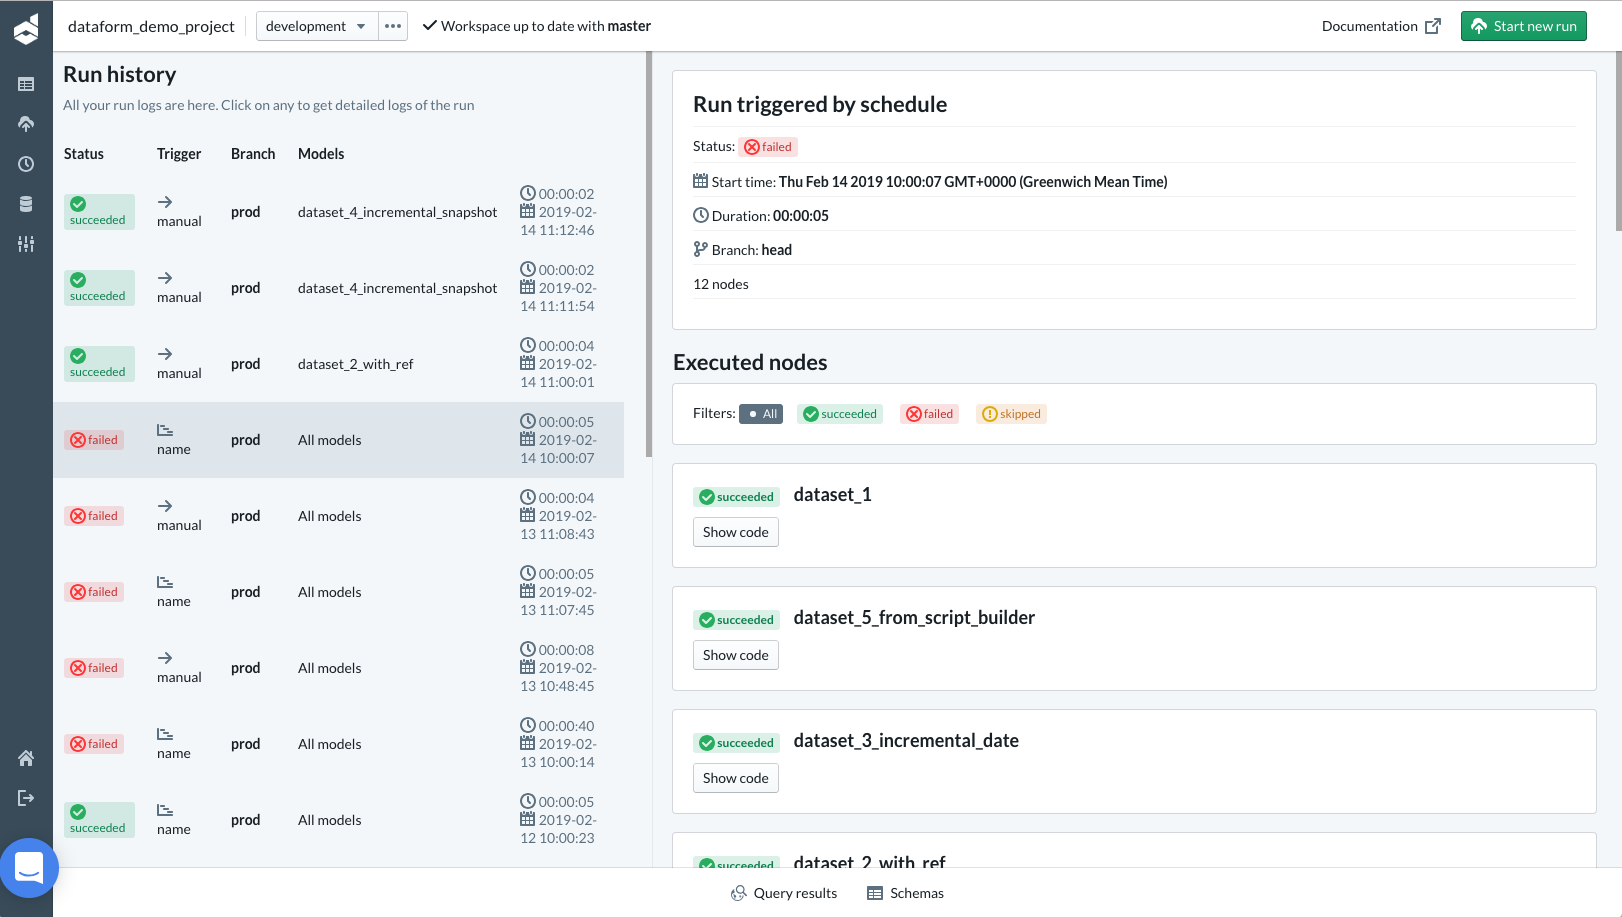 dataform_demo_project
development
Workspace up to date with master
Documentation
Start new run
Run history
All your run logs are here. Click on any to get detailed logs of the run
Status Trigger Branch Models
succeeded manual prod dataset_4_incremental_snapshot 00:00:02
2019-02-
14 11:12:46
succeeded manual prod dataset_4_incremental_snapshot 00:00:02
2019-02-
14 11:11:54
succeeded manual prod dataset_2_with_ref 00:00:04
2019-02-
14 11:00:01
failed name prod All models 00:00:05
2019-02-
14 10:00:07
failed manual prod All models 00:00:04
2019-02-
13 11:08:43
failed name prod All models 00:00:05
2019-02-
13 11:07:45
failed manual prod All models 00:00:08
2019-02-
13 10:48:45
failed name prod All models 00:00:40
2019-02-
13 10:00:14
succeeded name prod All models 00:00:05
2019-02-
12 10:00:23
Run triggered by schedule
Status: failed
Start time: Thu Feb 14 2019 10:00:07 GMT+0000 (Greenwich Mean Time)
Duration: 00:00:05
Branch: head
12 nodes
Executed nodes
Filters: All succeeded failed skipped
succeeded dataset_1
Show code
succeeded dataset_5_from_script_builder
Show code
succeeded dataset_3_incremental_date
Show code
succeeded dataset_2_with_ref
Query results
Schemas